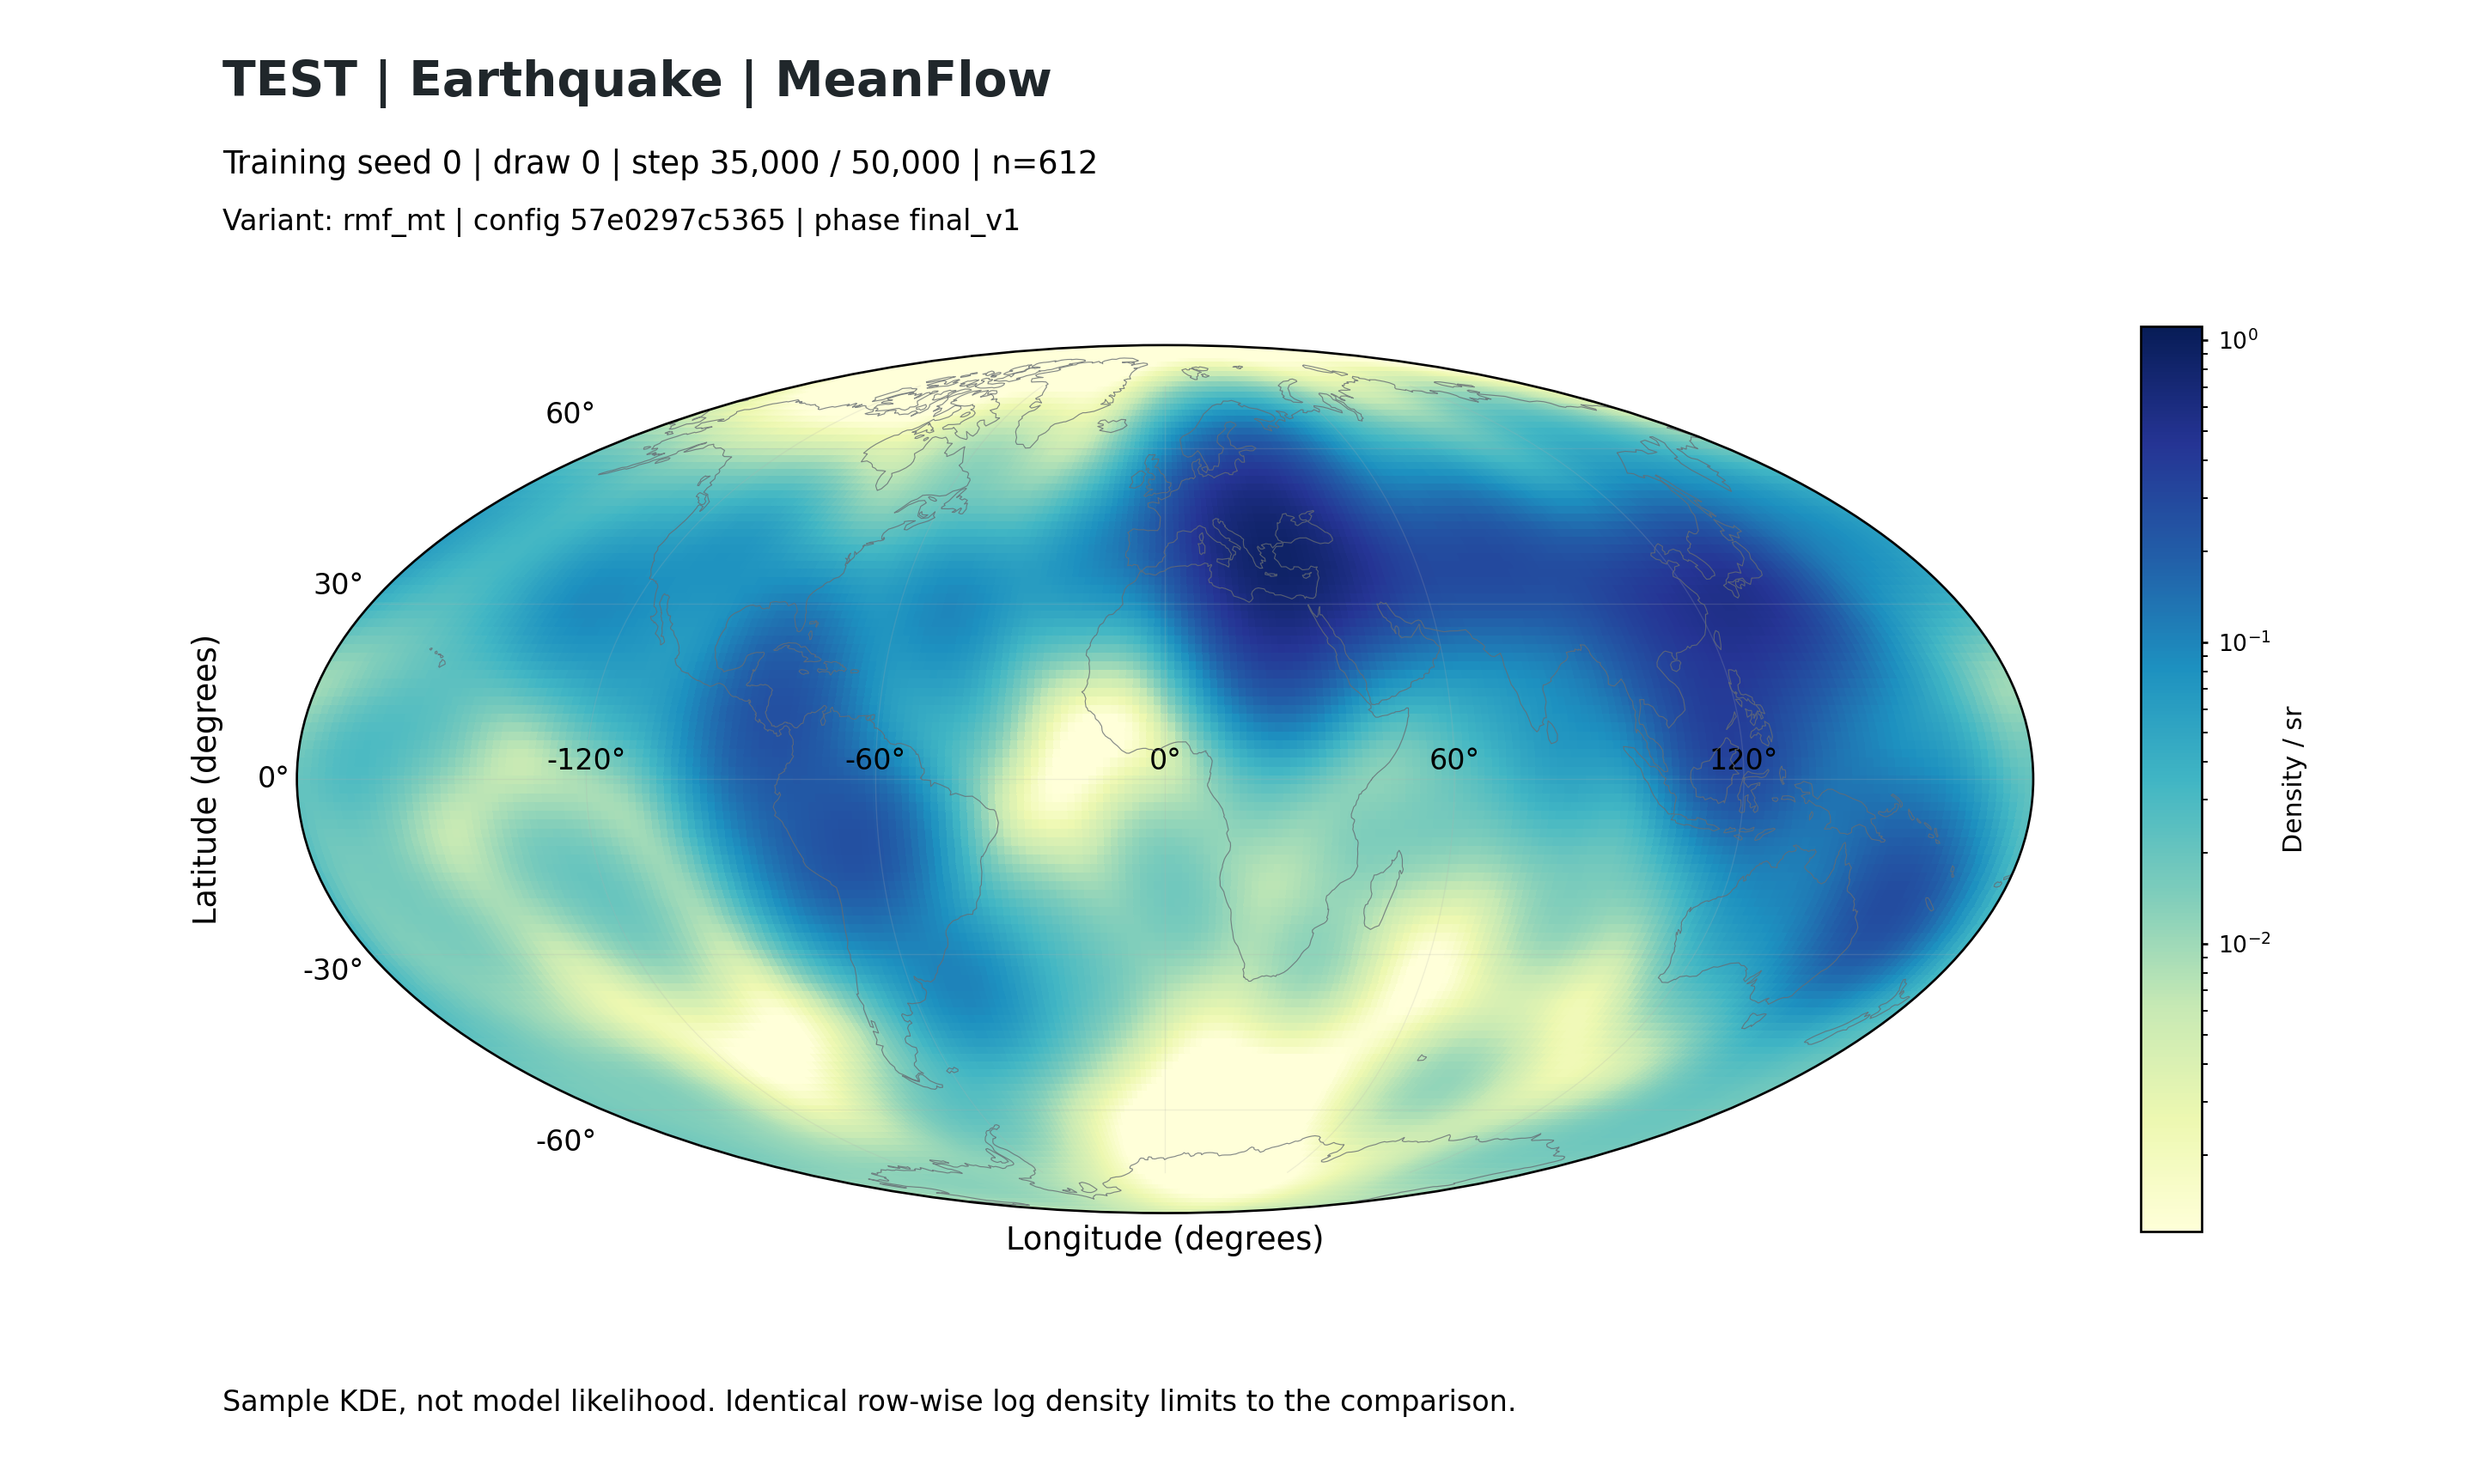 TEST | Earthquake | MeanFlow
Training seed 0 | draw 0 | step 35,000 / 50,000 | n=612
Variant: rmf_mt | config 57e0297c5365 | phase final_v1
60°
30°
0°
-30°
-60°
Latitude (degrees)
-120°
-60°
0°
60°
120°
Longitude (degrees)
10⁰
10⁻¹
10⁻²
Density / sr
Sample KDE, not model likelihood. Identical row-wise log density limits to the comparison.